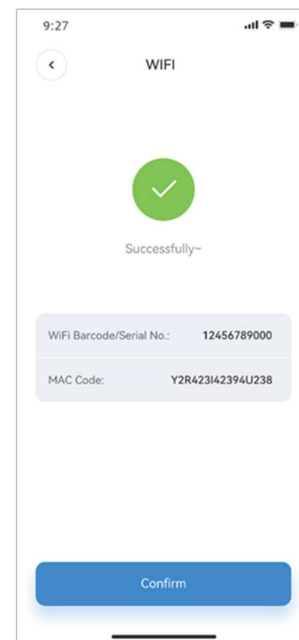 9:27
WIFI
Successfully~
WiFi Barcode/Serial No.: 12456789000
MAC Code: Y2R423I42394U238
Confirm